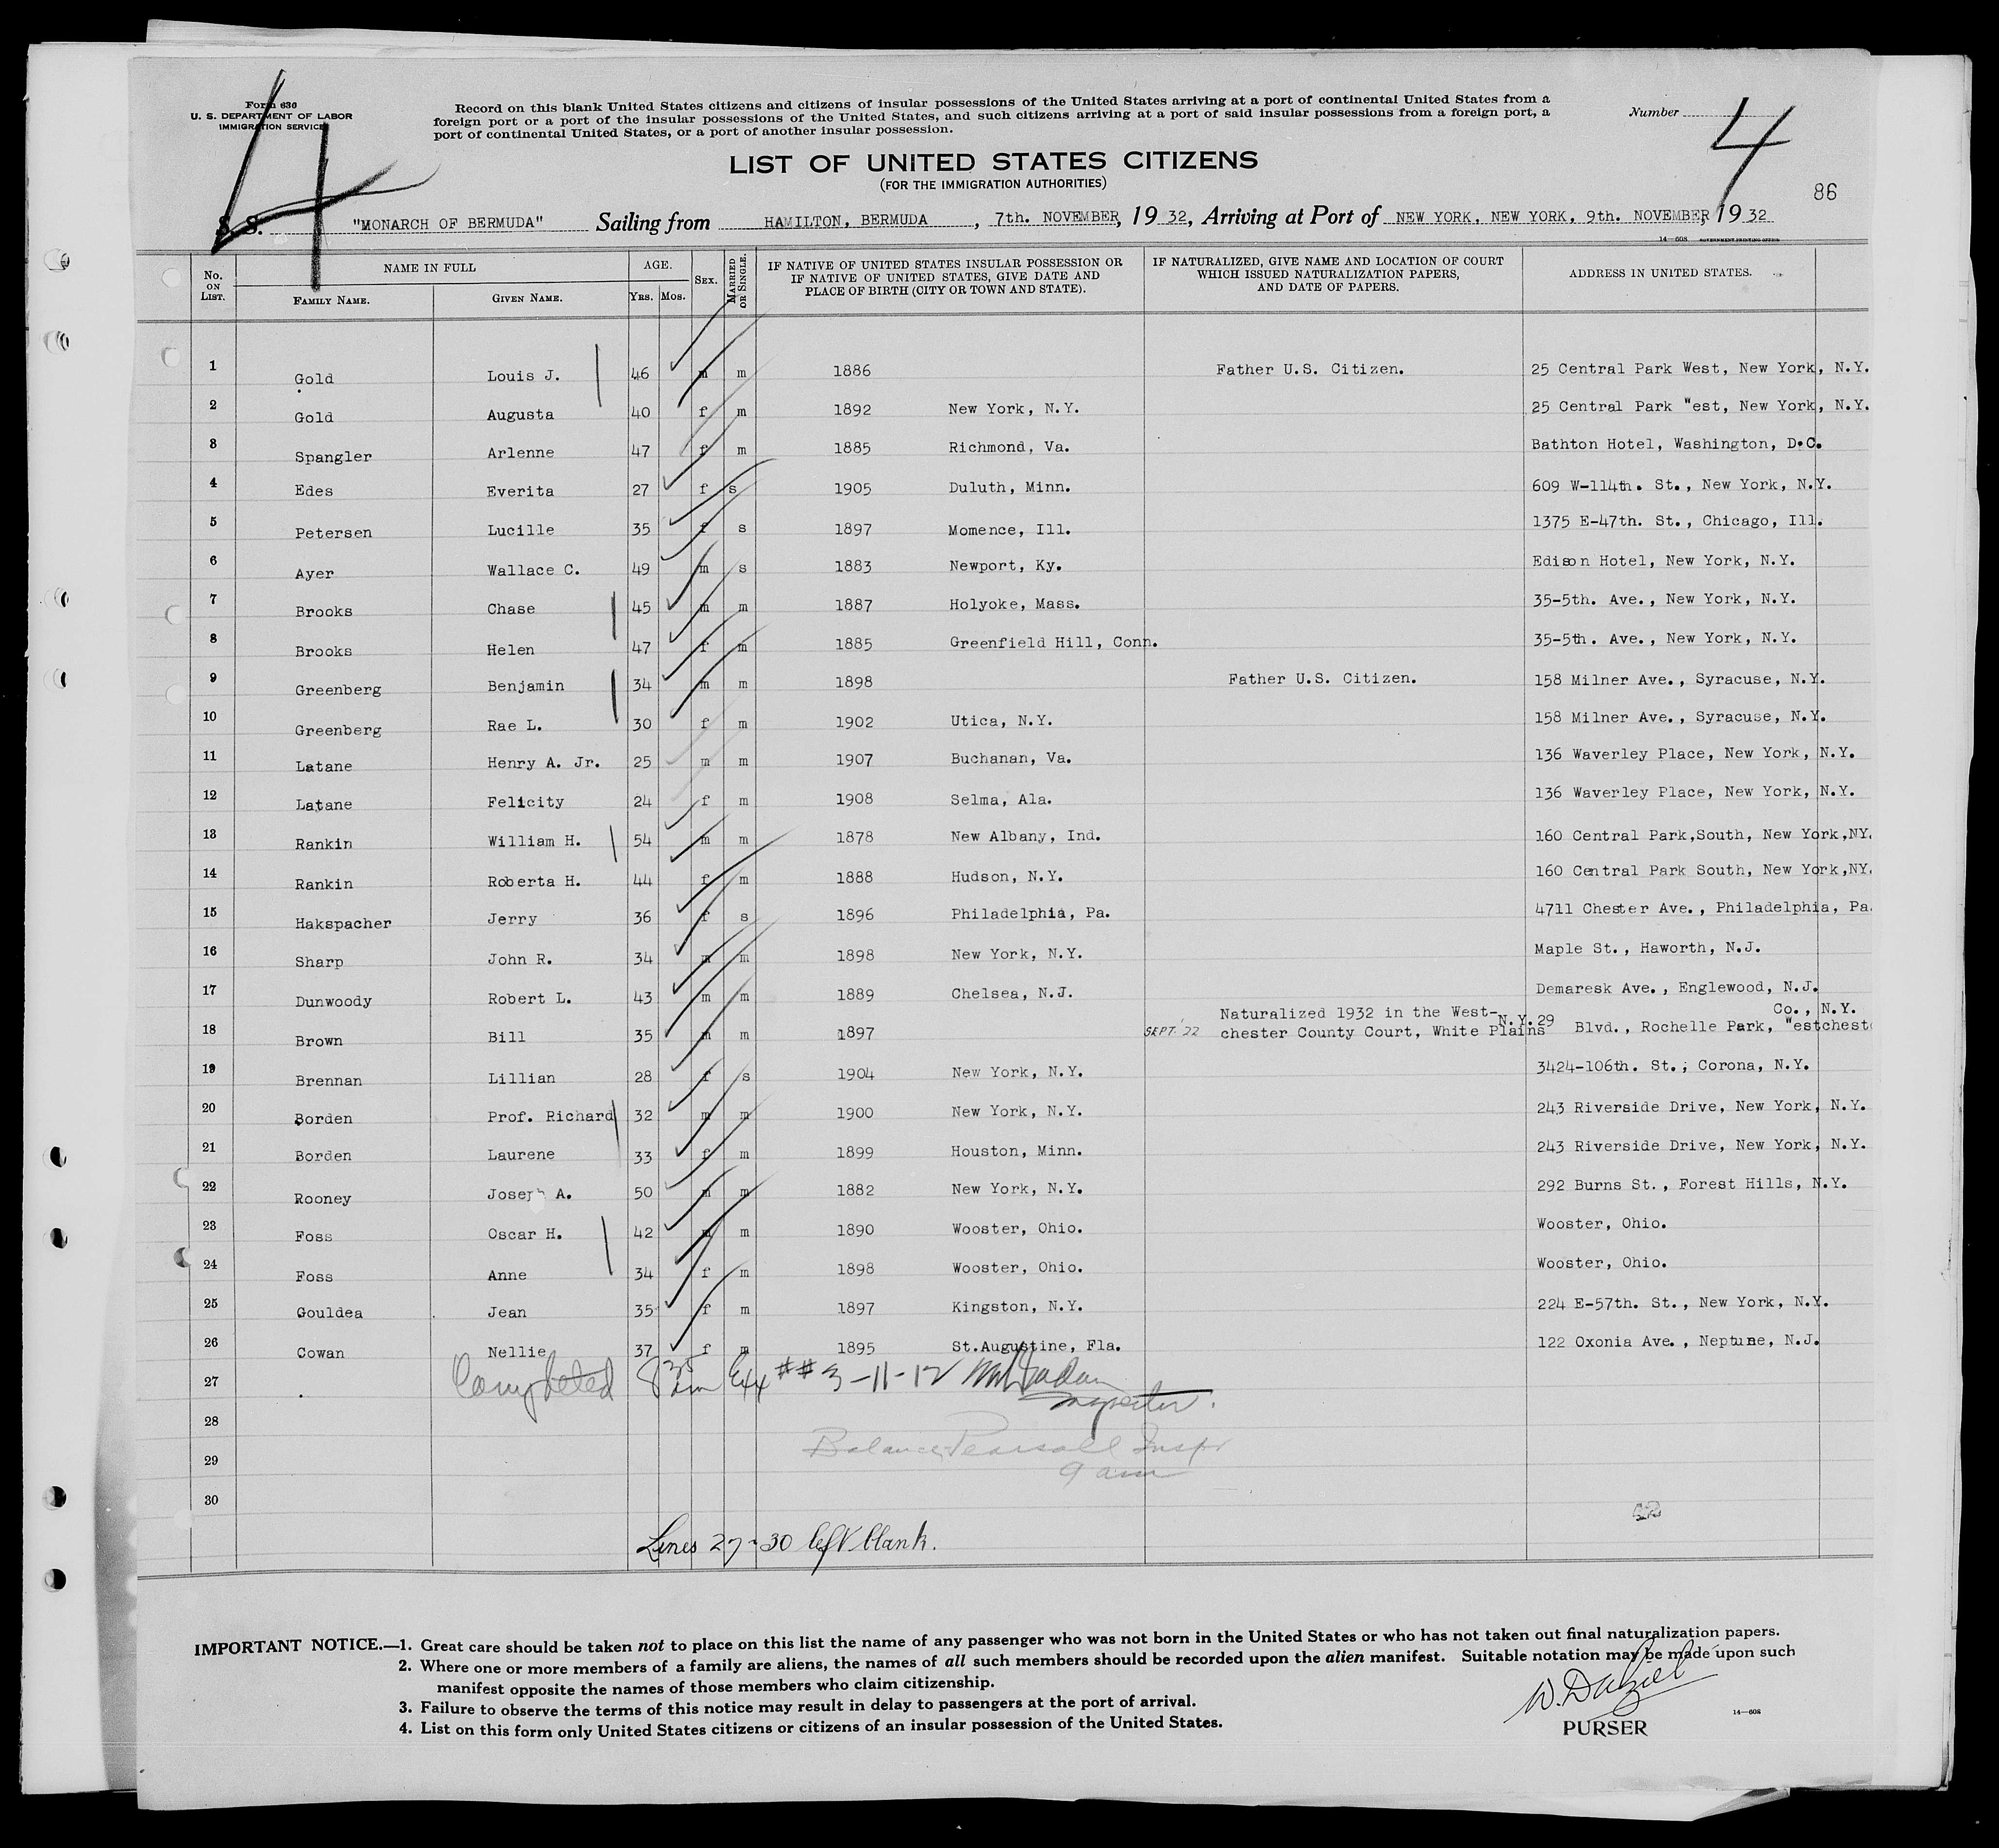 Form 630
U. S. DEPARTMENT OF LABOR
IMMIGRATION SERVICE
4
Record on this blank United States citizens and citizens of insular possessions of the United States arriving at a port of continental United States from a
foreign port or a port of the insular possessions of the United States, and such citizens arriving at a port of said insular possessions from a foreign port, a
port of continental United States, or a port of another insular possession.
Number 4
LIST OF UNITED STATES CITIZENS
(FOR THE IMMIGRATION AUTHORITIES)
86
S. S. "MONARCH OF BERMUDA" Sailing from HAMILTON, BERMUDA, 7th. NOVEMBER, 19 32, Arriving at Port of NEW YORK, NEW YORK, 9th. NOVEMBER, 19 32
14—608 GOVERNMENT PRINTING OFFICE
No. ON LIST. NAME IN FULL AGE. SEX. MARRIED OR SINGLE. IF NATIVE OF UNITED STATES INSULAR POSSESSION OR IF NATIVE OF UNITED STATES, GIVE DATE AND PLACE OF BIRTH (CITY OR TOWN AND STATE). IF NATURALIZED, GIVE NAME AND LOCATION OF COURT WHICH ISSUED NATURALIZATION PAPERS, AND DATE OF PAPERS. ADDRESS IN UNITED STATES.
FAMILY NAME. GIVEN NAME. YRS. MOS.
1 Gold Louis J. 46 m m 1886 Father U.S. Citizen. 25 Central Park West, New York, N.Y.
2 Gold Augusta 40 f m 1892 New York, N.Y. 25 Central Park "est, New York, N.Y.
3 Spangler Arlenne 47 f m 1885 Richmond, Va. Bathton Hotel, Washington, D.C.
4 Edes Everita 27 f s 1905 Duluth, Minn. 609 W-114th. St., New York, N.Y.
5 Petersen Lucille 35 f s 1897 Momence, Ill. 1375 E-47th. St., Chicago, Ill.
6 Ayer Wallace C. 49 m s 1883 Newport, Ky. Edison Hotel, New York, N.Y.
7 Brooks Chase 45 m m 1887 Holyoke, Mass. 35-5th. Ave., New York, N.Y.
8 Brooks Helen 47 f m 1885 Greenfield Hill, Conn. 35-5th. Ave., New York, N.Y.
9 Greenberg Benjamin 34 m m 1898 Father U.S. Citizen. 158 Milner Ave., Syracuse, N.Y.
10 Greenberg Rae L. 30 f m 1902 Utica, N.Y. 158 Milner Ave., Syracuse, N.Y.
11 Latane Henry A. Jr. 25 m m 1907 Buchanan, Va. 136 Waverley Place, New York, N.Y.
12 Latane Felicity 24 f m 1908 Selma, Ala. 136 Waverley Place, New York, N.Y.
13 Rankin William H. 54 m m 1878 New Albany, Ind. 160 Central Park,South, New York,NY.
14 Rankin Roberta H. 44 f m 1888 Hudson, N.Y. 160 Central Park South, New York,NY.
15 Hakspacher Jerry 36 f s 1896 Philadelphia, Pa. 4711 Chester Ave., Philadelphia, Pa.
16 Sharp John R. 34 m m 1898 New York, N.Y. Maple St., Haworth, N.J.
17 Dunwoody Robert L. 43 m m 1889 Chelsea, N.J. Demaresk Ave., Englewood, N.J.
18 Brown Bill 35 m m 1897 SEPT. '22 Naturalized 1932 in the West-chester County Court, White Plains N.Y. 29 Blvd., Rochelle Park, "estcheste Co., N.Y.
19 Brennan Lillian 28 f s 1904 New York, N.Y. 3424-106th. St.; Corona, N.Y.
20 Borden Prof. Richard 32 m m 1900 New York, N.Y. 243 Riverside Drive, New York, N.Y.
21 Borden Laurene 33 f m 1899 Houston, Minn. 243 Riverside Drive, New York, N.Y.
22 Rooney Joseph A. 50 m m 1882 New York, N.Y. 292 Burns St., Forest Hills, N.Y.
23 Foss Oscar H. 42 m m 1890 Wooster, Ohio. Wooster, Ohio.
24 Foss Anne 34 f m 1898 Wooster, Ohio. Wooster, Ohio.
25 Gouldea Jean 35 f m 1897 Kingston, N.Y. 224 E-57th. St., New York, N.Y.
26 Cowan Nellie 37 f m 1895 St.Augustine, Fla. 122 Oxonia Ave., Neptune, N.J.
27 Completed 8 35 am Ex ## 3-11-12
Inspector.
28
Balance Pearsall Inspr
29 9 am
30
Lines 27-30 left blank.
IMPORTANT NOTICE.—1. Great care should be taken not to place on this list the name of any passenger who was not born in the United States or who has not taken out final naturalization papers.
2. Where one or more members of a family are aliens, the names of all such members should be recorded upon the alien manifest. Suitable notation may be made upon such
manifest opposite the names of those members who claim citizenship.
3. Failure to observe the terms of this notice may result in delay to passengers at the port of arrival.
4. List on this form only United States citizens or citizens of an insular possession of the United States.
W. Dalziel
PURSER
14—608